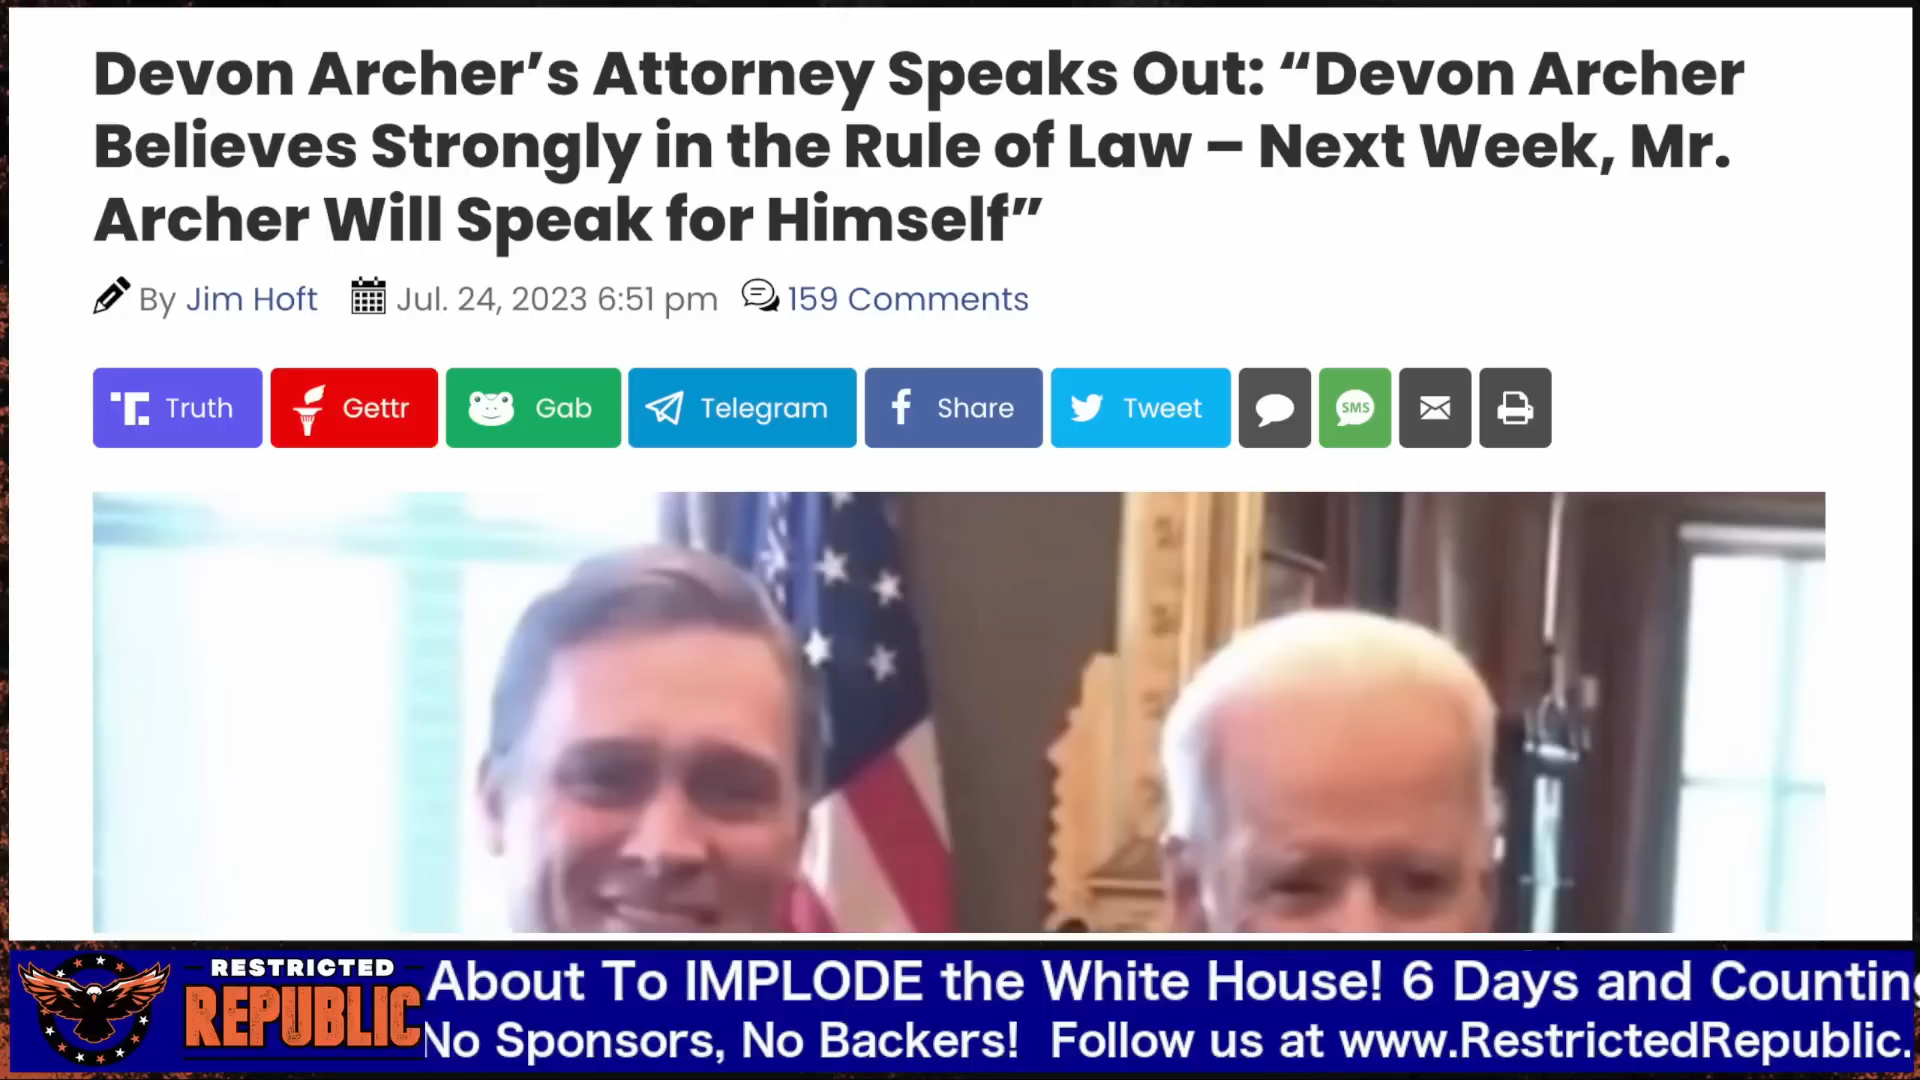 Devon Archer’s Attorney Speaks Out: “Devon Archer
Believes Strongly in the Rule of Law – Next Week, Mr.
Archer Will Speak for Himself”
By Jim Hoft Jul. 24, 2023 6:51 pm 159 Comments
Truth Gettr Gab Telegram Share Tweet SMS
RESTRICTED
REPUBLIC
About To IMPLODE the White House! 6 Days and Countin
No Sponsors, No Backers! Follow us at www.RestrictedRepublic.